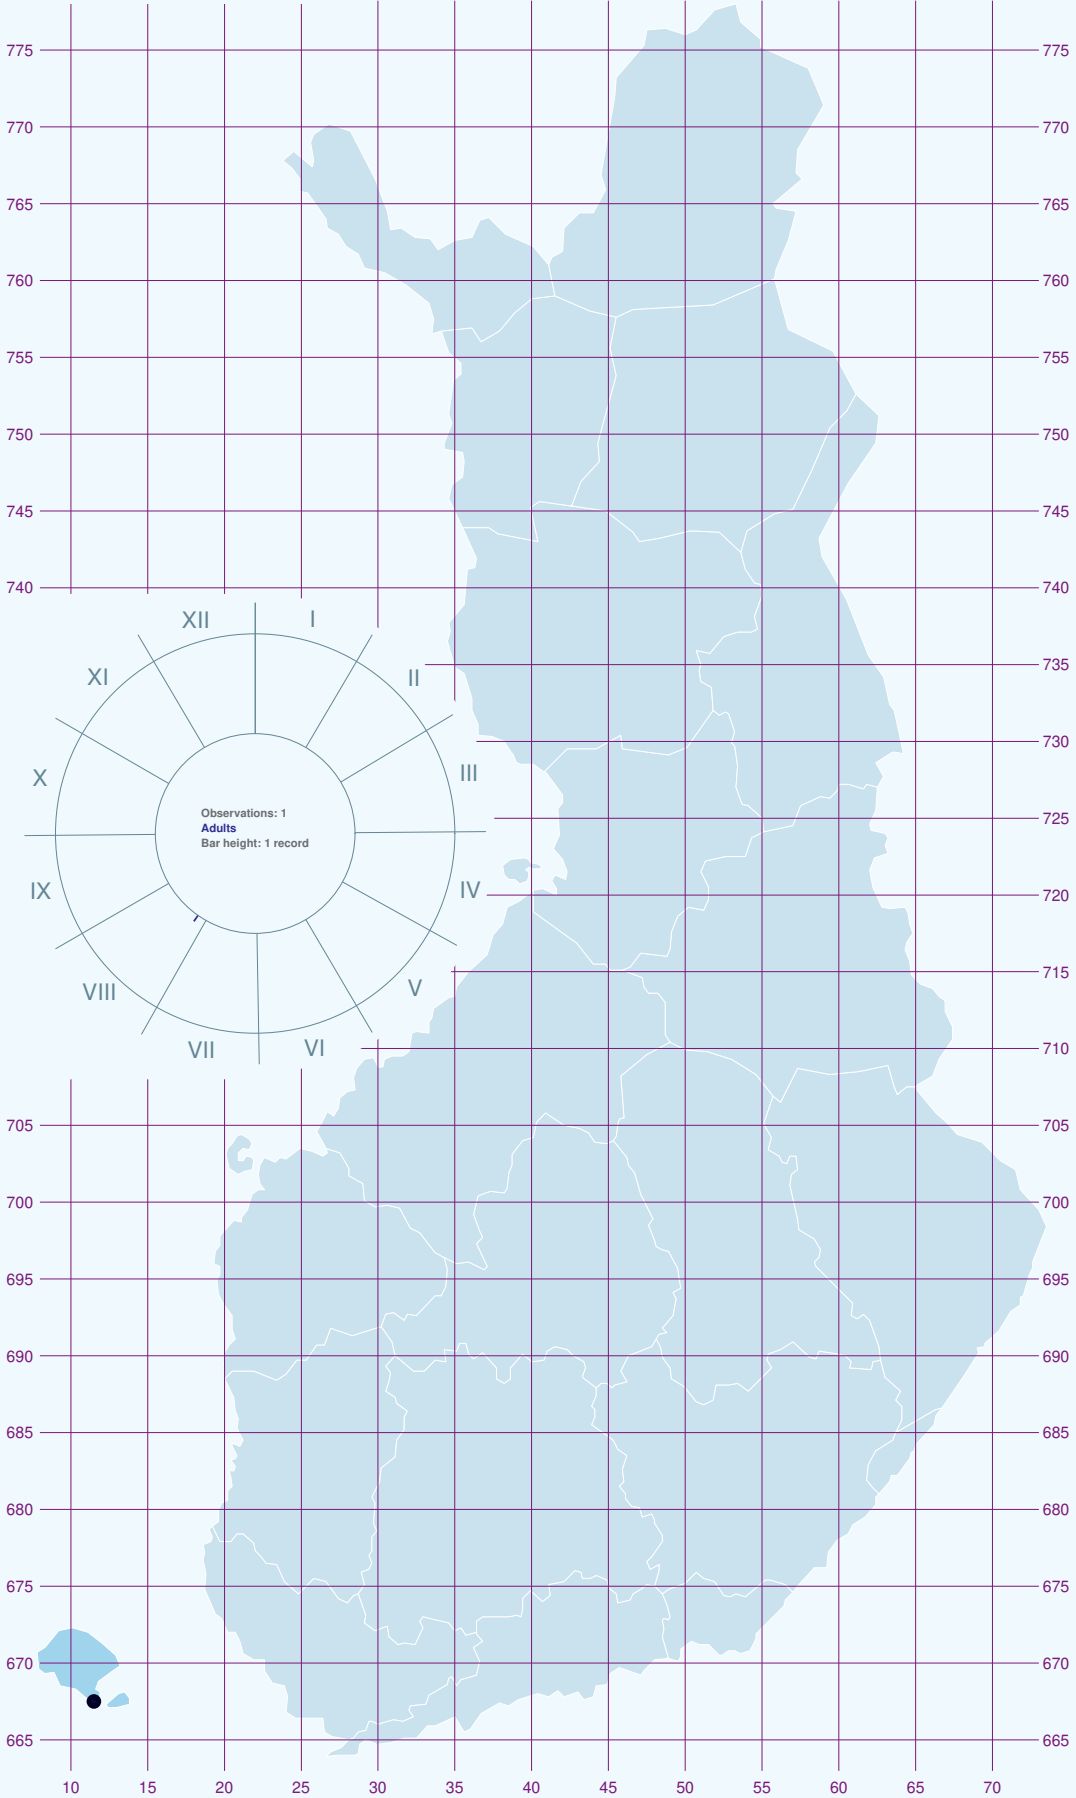 775 775
770 770
765 765
760 760
755 755
750 750
745 745
740 740
XII I
735
XI II
730
X III
Observations: 1
725
Adults
Bar height: 1 record
IX IV 720
715
VIII V
VII VI 710
705 705
700 700
695 695
690 690
685 685
680 680
675 675
670 670
665 665
10 15 20 25 30 35 40 45 50 55 60 65 70